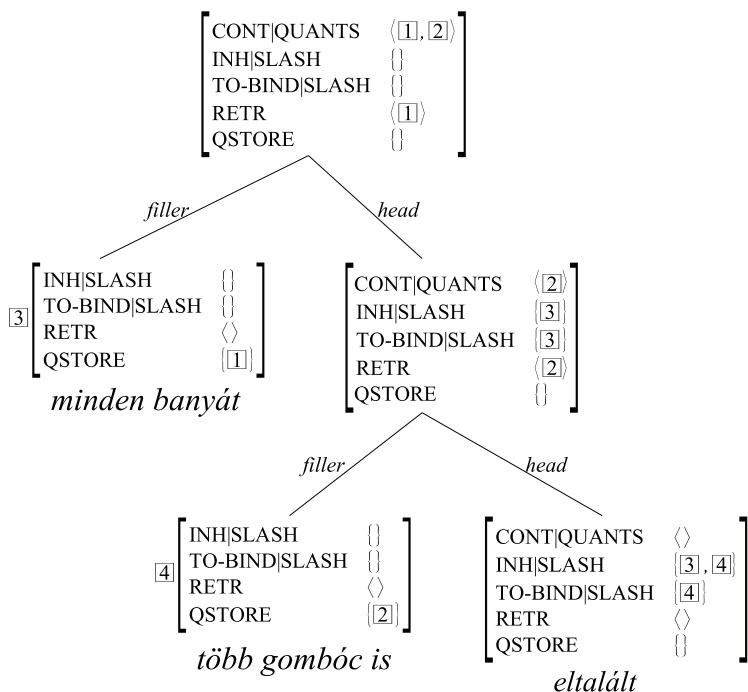 CONT|QUANTS ⟨[1], [2]⟩
INH|SLASH {}
TO-BIND|SLASH {}
RETR ⟨[1]⟩
QSTORE {}
filler head
[3] INH|SLASH {}
TO-BIND|SLASH {}
RETR ⟨⟩
QSTORE {[1]}
minden banyát
CONT|QUANTS ⟨[2]⟩
INH|SLASH {[3]}
TO-BIND|SLASH {[3]}
RETR ⟨[2]⟩
QSTORE {}
filler head
[4] INH|SLASH {}
TO-BIND|SLASH {}
RETR ⟨⟩
QSTORE {[2]}
több gombóc is
CONT|QUANTS ⟨⟩
INH|SLASH {[3], [4]}
TO-BIND|SLASH {[4]}
RETR ⟨⟩
QSTORE {}
eltalált